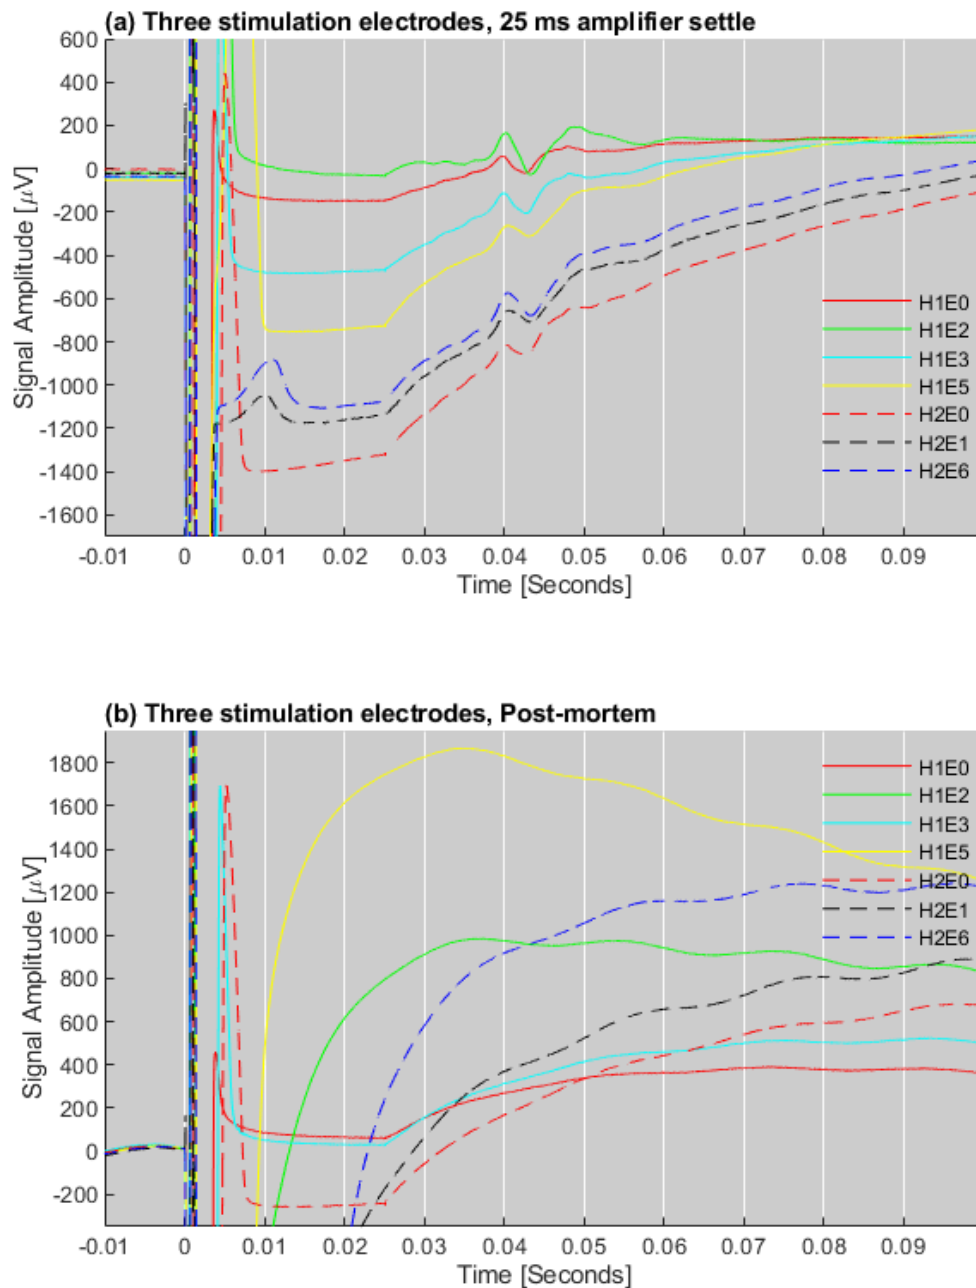 (a) Three stimulation electrodes, 25 ms amplifier settle
600
400
200
0
-200
-400
-600
-800
-1000
-1200
-1400
-1600
Signal Amplitude [μV]
H1E0
H1E2
H1E3
H1E5
H2E0
H2E1
H2E6
-0.01 0 0.01 0.02 0.03 0.04 0.05 0.06 0.07 0.08 0.09
Time [Seconds]
(b) Three stimulation electrodes, Post-mortem
1800
1600
1400
1200
1000
800
600
400
200
0
-200
Signal Amplitude [μV]
H1E0
H1E2
H1E3
H1E5
H2E0
H2E1
H2E6
-0.01 0 0.01 0.02 0.03 0.04 0.05 0.06 0.07 0.08 0.09
Time [Seconds]